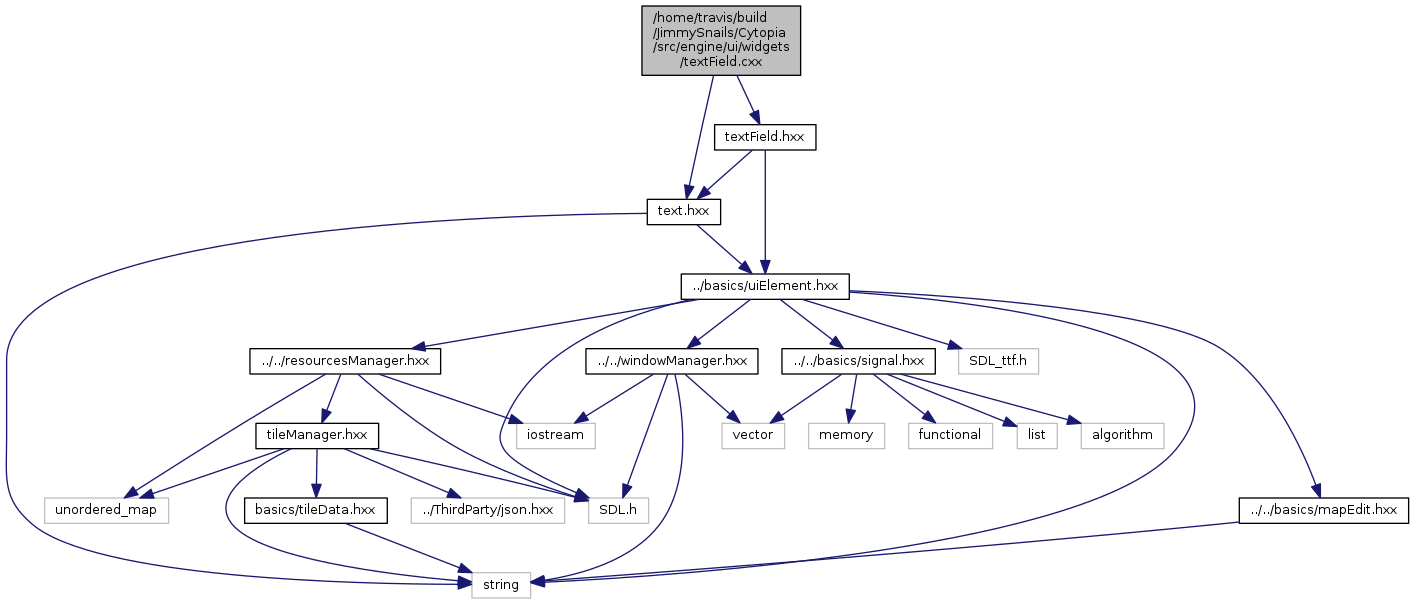 /home/travis/build
/JimmySnails/Cytopia
/src/engine/ui/widgets
/textField.cxx
textField.hxx
text.hxx
../basics/uiElement.hxx
../../resourcesManager.hxx
../../windowManager.hxx
../../basics/signal.hxx
SDL_ttf.h
tileManager.hxx
iostream
vector
memory
functional
list
algorithm
unordered_map
basics/tileData.hxx
../ThirdParty/json.hxx
SDL.h
../../basics/mapEdit.hxx
string